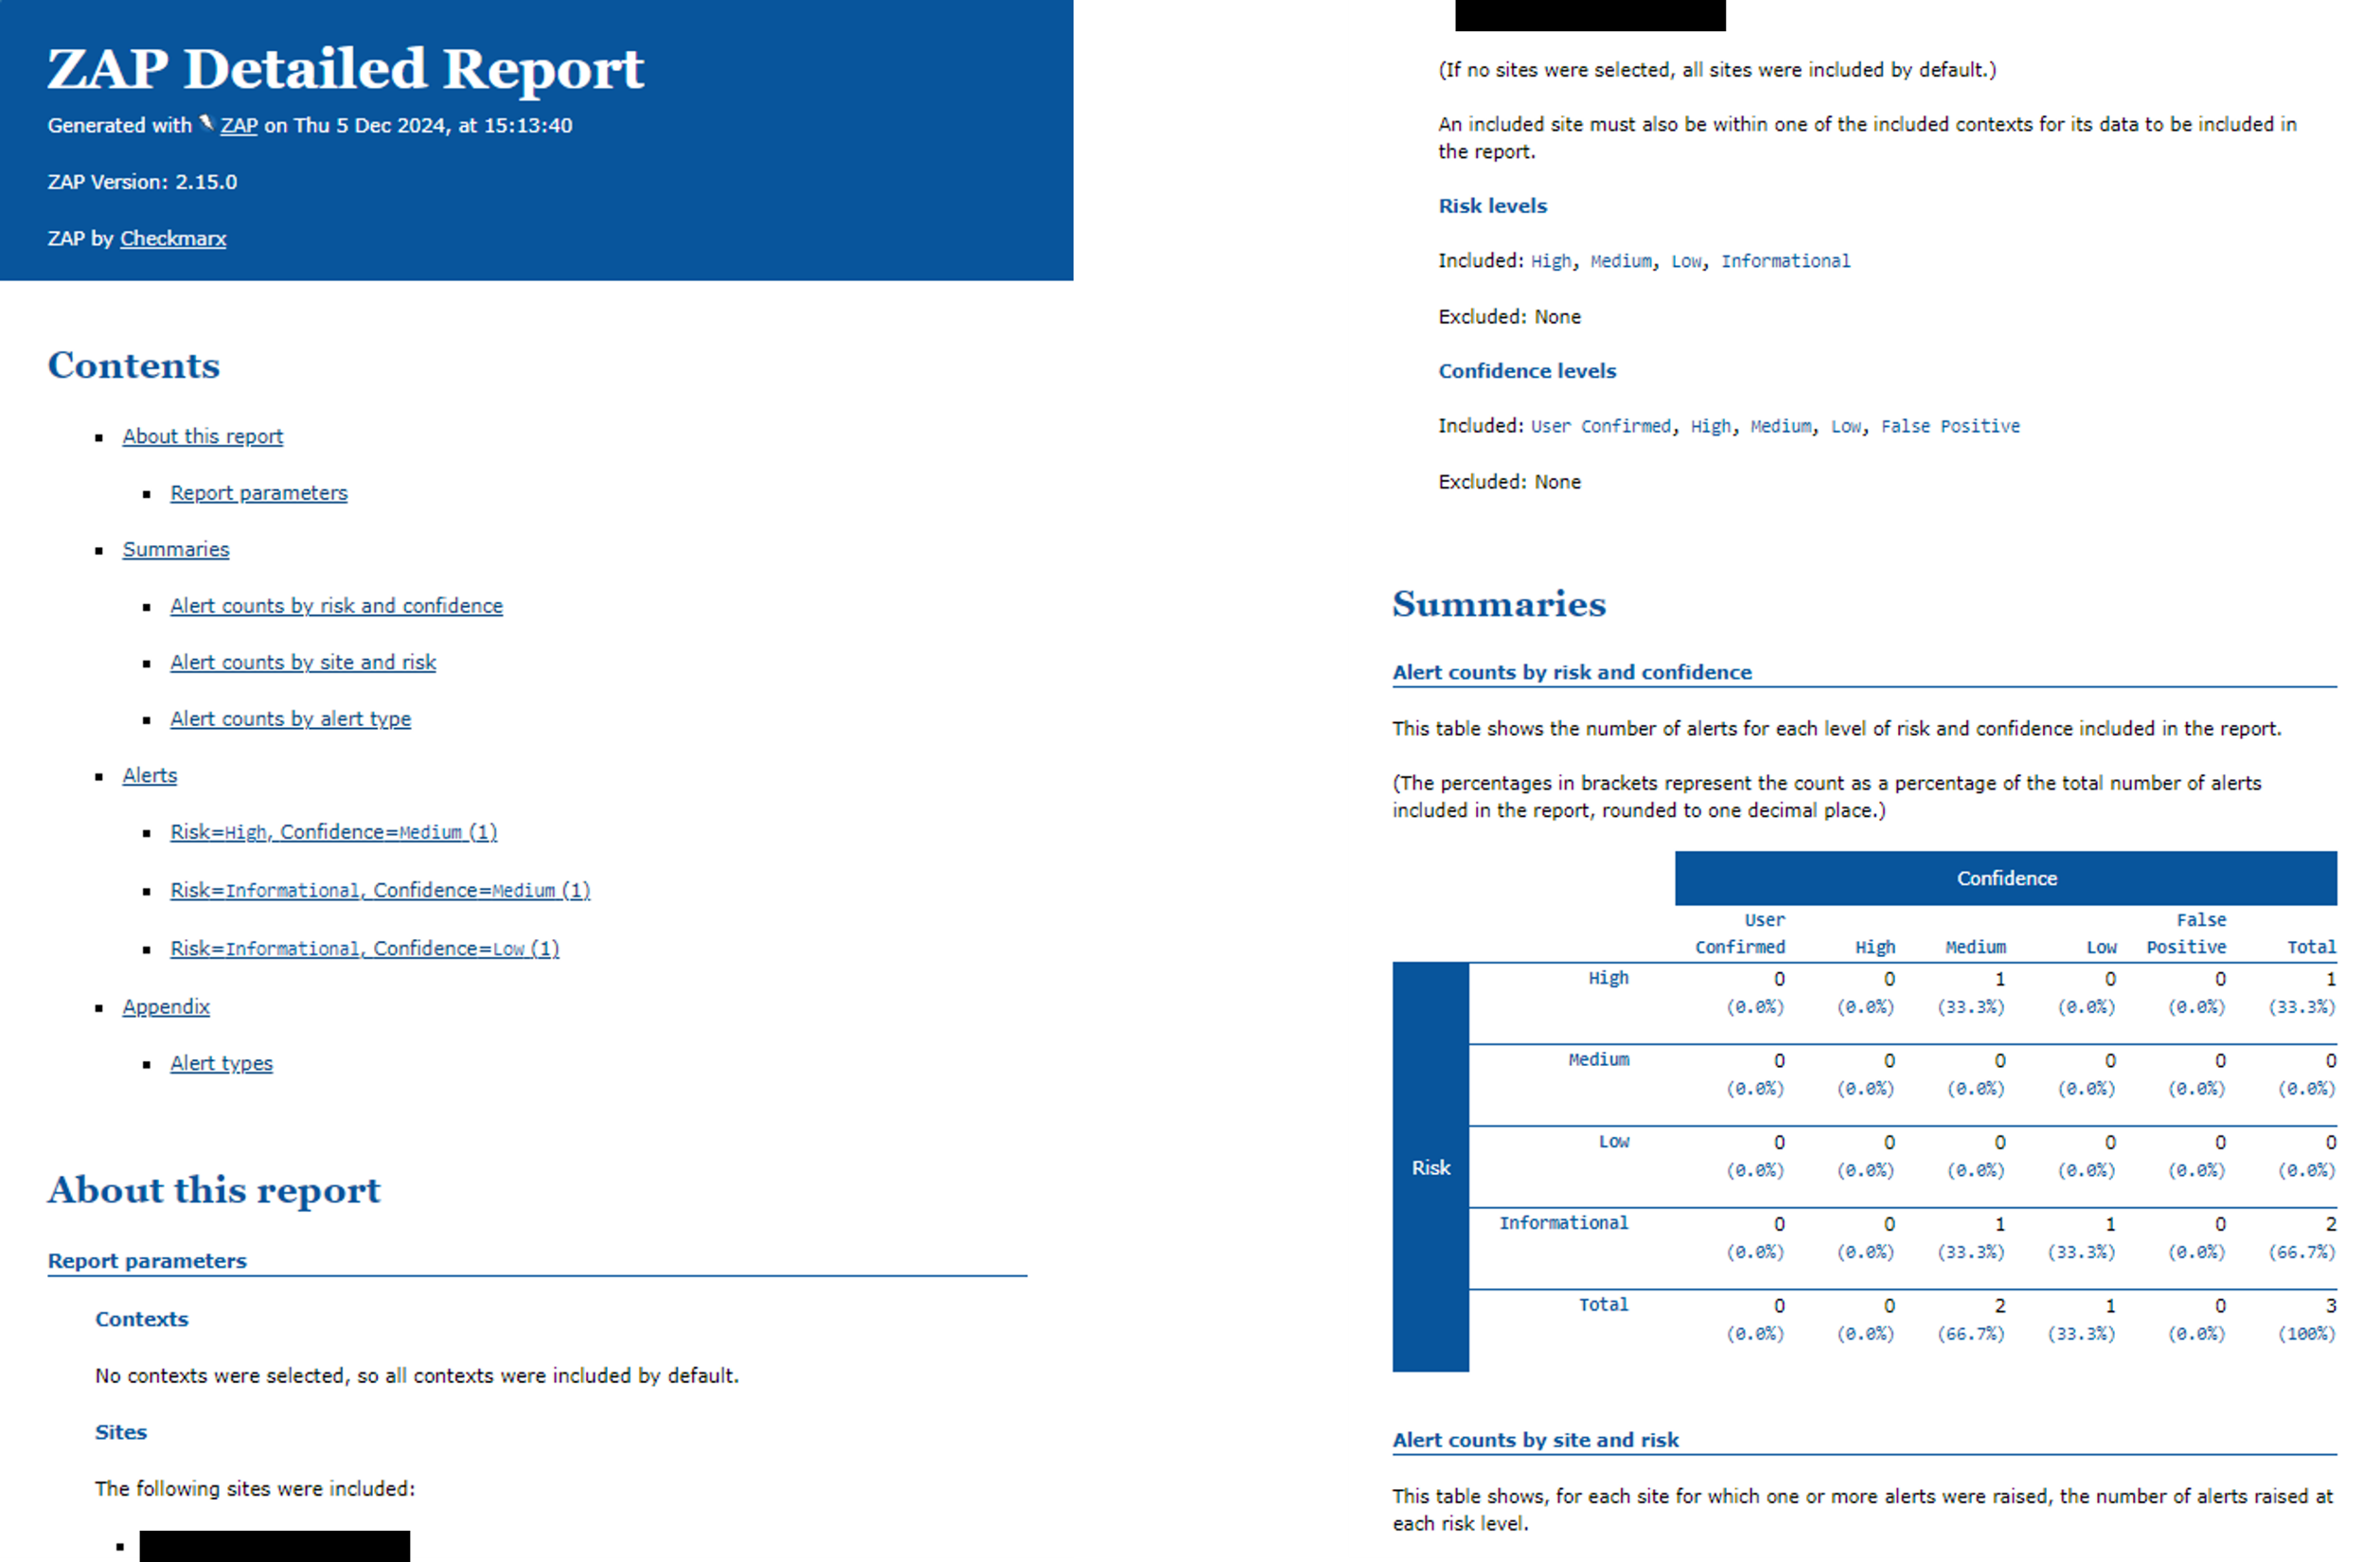 ZAP Detailed Report
Generated with ZAP on Thu 5 Dec 2024, at 15:13:40
ZAP Version: 2.15.0
ZAP by Checkmarx
Contents
About this report
Report parameters
Summaries
Alert counts by risk and confidence
Alert counts by site and risk
Alert counts by alert type
Alerts
Risk=High, Confidence=Medium (1)
Risk=Informational, Confidence=Medium (1)
Risk=Informational, Confidence=Low (1)
Appendix
Alert types
About this report
Report parameters
Contexts
No contexts were selected, so all contexts were included by default.
Sites
The following sites were included:
(If no sites were selected, all sites were included by default.)
An included site must also be within one of the included contexts for its data to be included in
the report.
Risk levels
Included: High, Medium, Low, Informational
Excluded: None
Confidence levels
Included: User Confirmed, High, Medium, Low, False Positive
Excluded: None
Summaries
Alert counts by risk and confidence
This table shows the number of alerts for each level of risk and confidence included in the report.
(The percentages in brackets represent the count as a percentage of the total number of alerts
included in the report, rounded to one decimal place.)
Confidence
User False
Confirmed High Medium Low Positive Total
High 0 0 1 0 0 1
(0.0%) (0.0%) (33.3%) (0.0%) (0.0%) (33.3%)
Medium 0 0 0 0 0 0
(0.0%) (0.0%) (0.0%) (0.0%) (0.0%) (0.0%)
Low 0 0 0 0 0 0
Risk (0.0%) (0.0%) (0.0%) (0.0%) (0.0%) (0.0%)
Informational 0 0 1 1 0 2
(0.0%) (0.0%) (33.3%) (33.3%) (0.0%) (66.7%)
Total 0 0 2 1 0 3
(0.0%) (0.0%) (66.7%) (33.3%) (0.0%) (100%)
Alert counts by site and risk
This table shows, for each site for which one or more alerts were raised, the number of alerts raised at
each risk level.